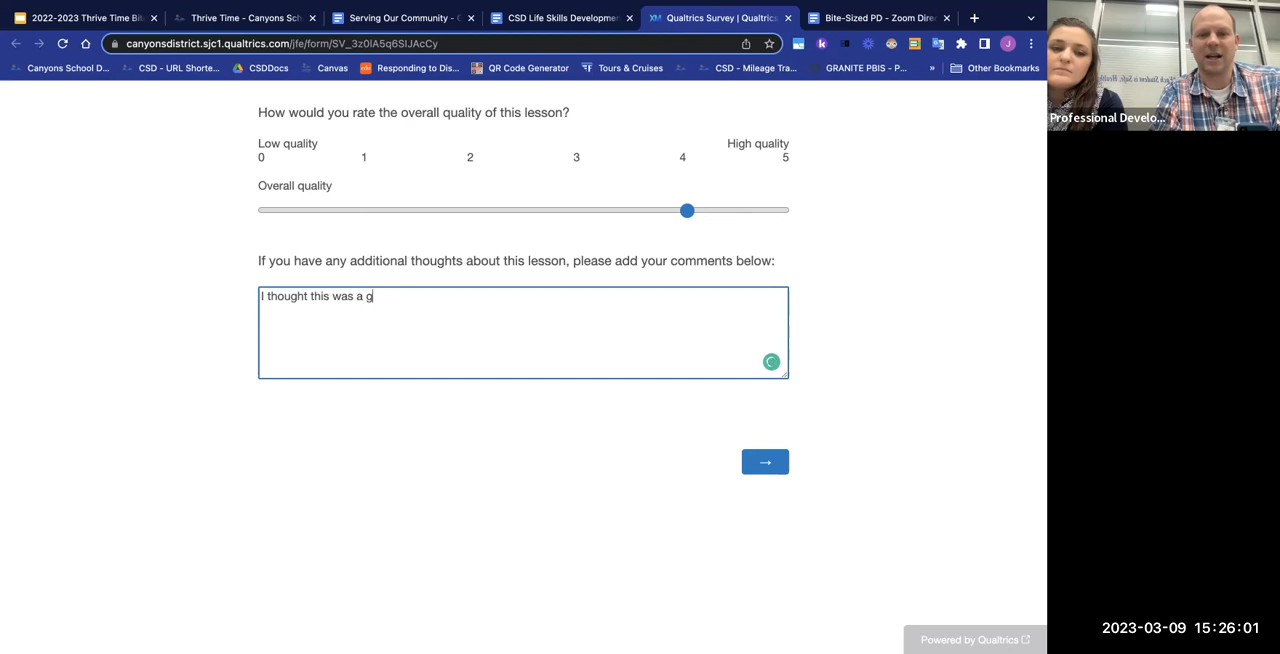 2022-2023 Thrive Time Bit
Thrive Time - Canyons Sch
Serving Our Community - C
CSD Life Skills Developmen
Qualtrics Survey | Qualtrics
Bite-Sized PD - Zoom Direc
canyonsdistrict.sjc1.qualtrics.com/jfe/form/SV_3z0lA5q6SIJAcCy
Canyons School D...
CSD - URL Shorte...
CSDDocs
Canvas
Responding to Dis...
QR Code Generator
Tours & Cruises
CSD - Mileage Tra...
GRANITE PBIS - P...
Other Bookmarks
How would you rate the overall quality of this lesson?
Low quality High quality
0 1 2 3 4 5
Overall quality
If you have any additional thoughts about this lesson, please add your comments below:
I thought this was a g
Powered by Qualtrics
Professional Develo...
2023-03-09 15:26:01